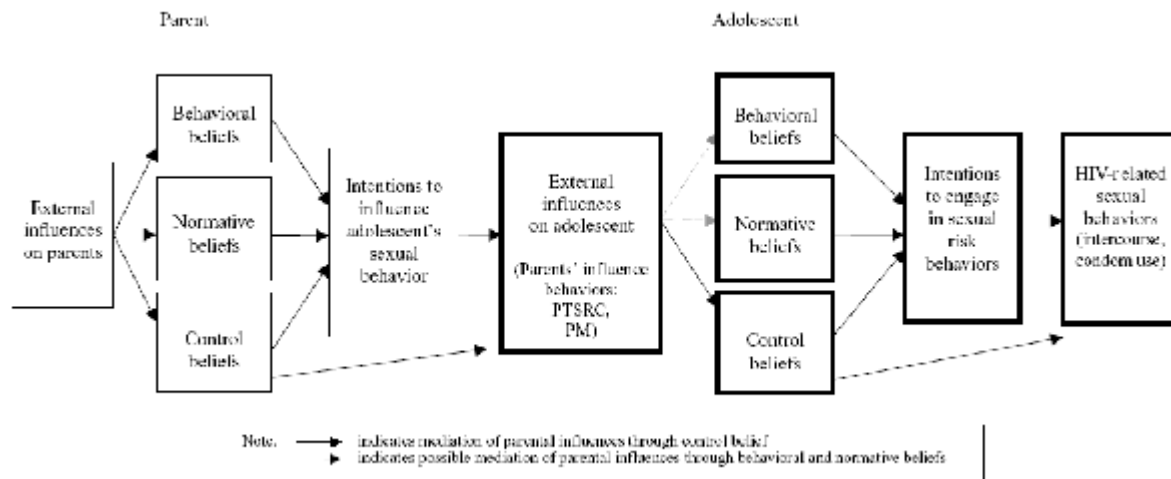 Parent
Adolescent
Behavioral
beliefs
External
influences
on parents
Normative
beliefs
Control
beliefs
Intentions to
influence
adolescent's
sexual
behavior
External
influences
on adolescent
(Parents' influence
behaviors:
PTSRC,
PM)
Behavioral
beliefs
Normative
beliefs
Control
beliefs
Intentions
to engage
in sexual
risk
behaviors
HIV-related
sexual
behaviors
(intercourse,
condom use)
Note. indicates mediation of parental influences through control belief
indicates possible mediation of parental influences through behavioral and normative beliefs